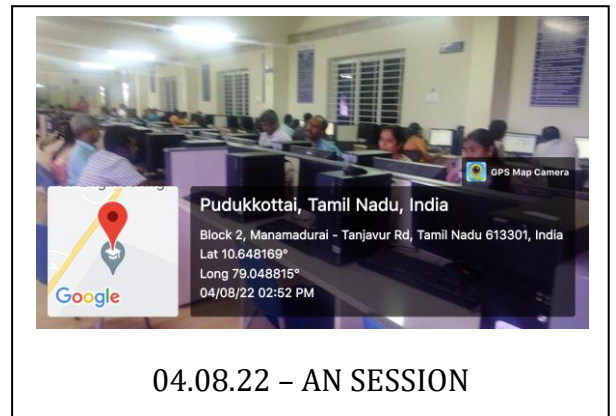 GPS Map Camera
Pudukkottai, Tamil Nadu, India
Block 2, Manamadurai - Tanjavur Rd, Tamil Nadu 613301, India
Lat 10.648169°
Long 79.048815°
04/08/22 02:52 PM
Google
04.08.22 – AN SESSION